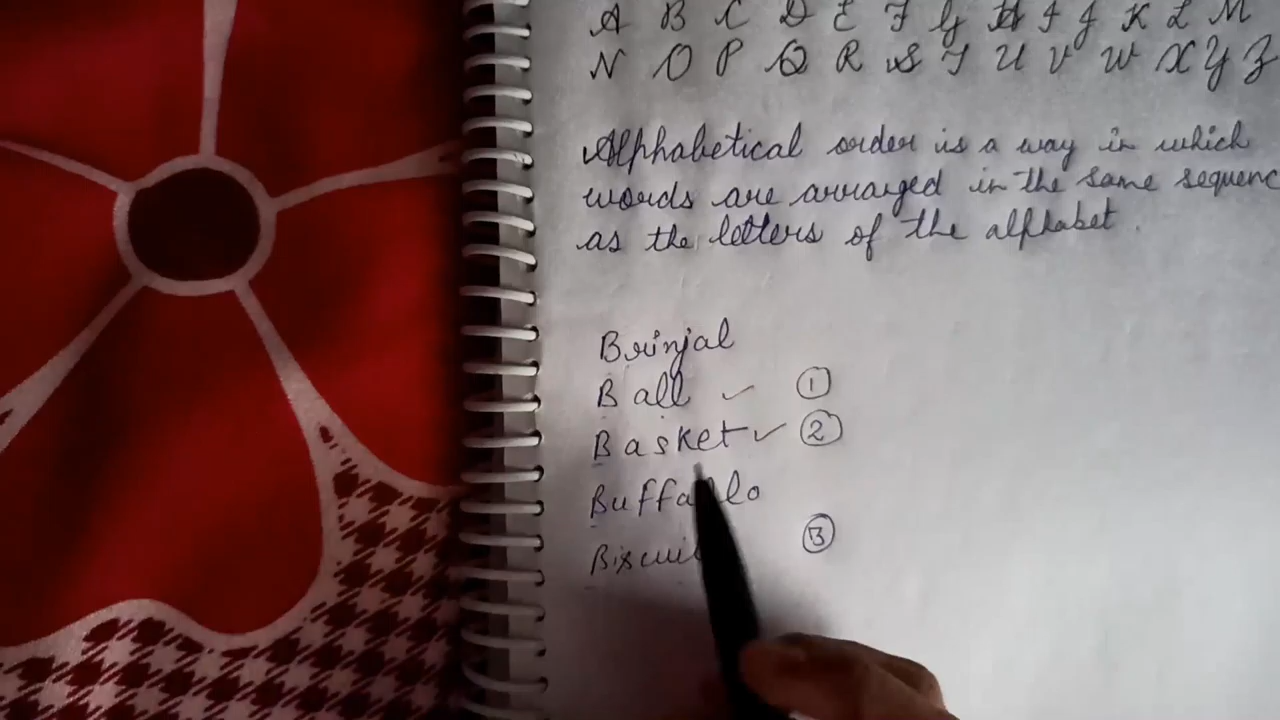 A B C D E F G H I J K L M
N O P Q R S T U V W X Y Z
Alphabetical order is a way in which
words are arranged in the same sequenc
as the letters of the alphabet.
Brinjal
Ball ✓ 1
Basket ✓ 2
Buffallo
Biscuit 3